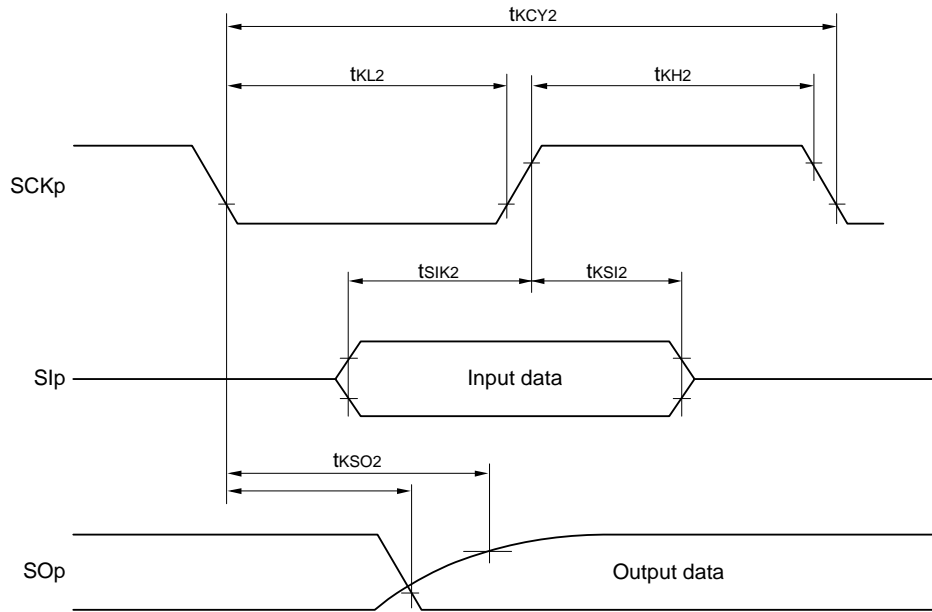 tKCY2
tKL2
tKH2
SCKp
tSIK2
tKSI2
SIp
Input data
tKSO2
SOp
Output data